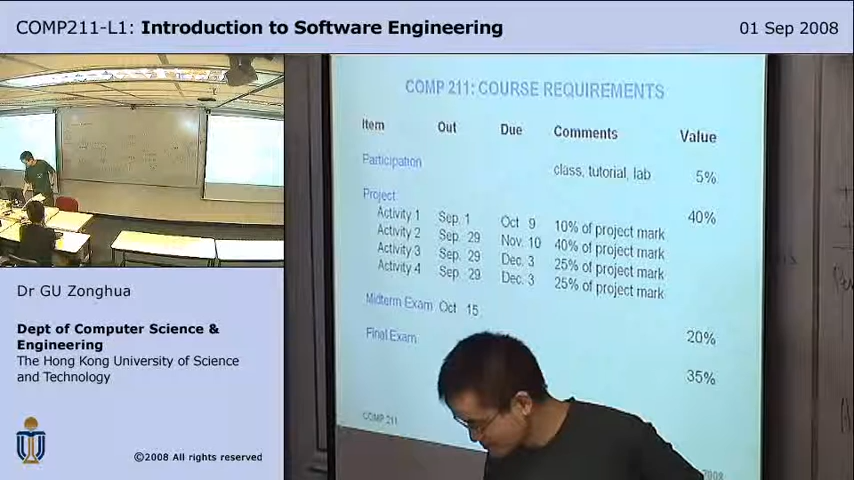 COMP211-L1: Introduction to Software Engineering
01 Sep 2008
COMP 211: COURSE REQUIREMENTS
Item Out Due Comments Value
Participation class, tutorial, lab 5%
Project 40%
Activity 1 Sep. 1 Oct 9 10% of project mark
Activity 2 Sep. 29 Nov. 10 40% of project mark
Activity 3 Sep. 29 Dec. 3 25% of project mark
Activity 4 Sep. 29 Dec. 3 25% of project mark
Midterm Exam Oct 15 20%
Final Exam 35%
COMP 211
2008
Dr GU Zonghua
Dept of Computer Science &
Engineering
The Hong Kong University of Science
and Technology
©2008 All rights reserved